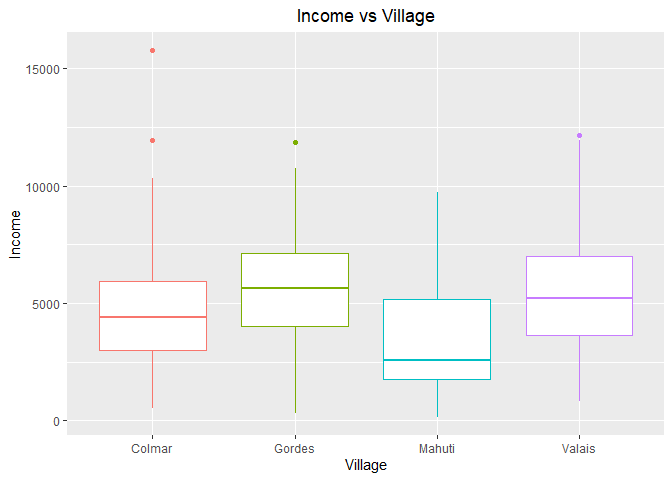 Income vs Village
15000
10000
5000
0
Income
Colmar Gordes Mahuti Valais
Village